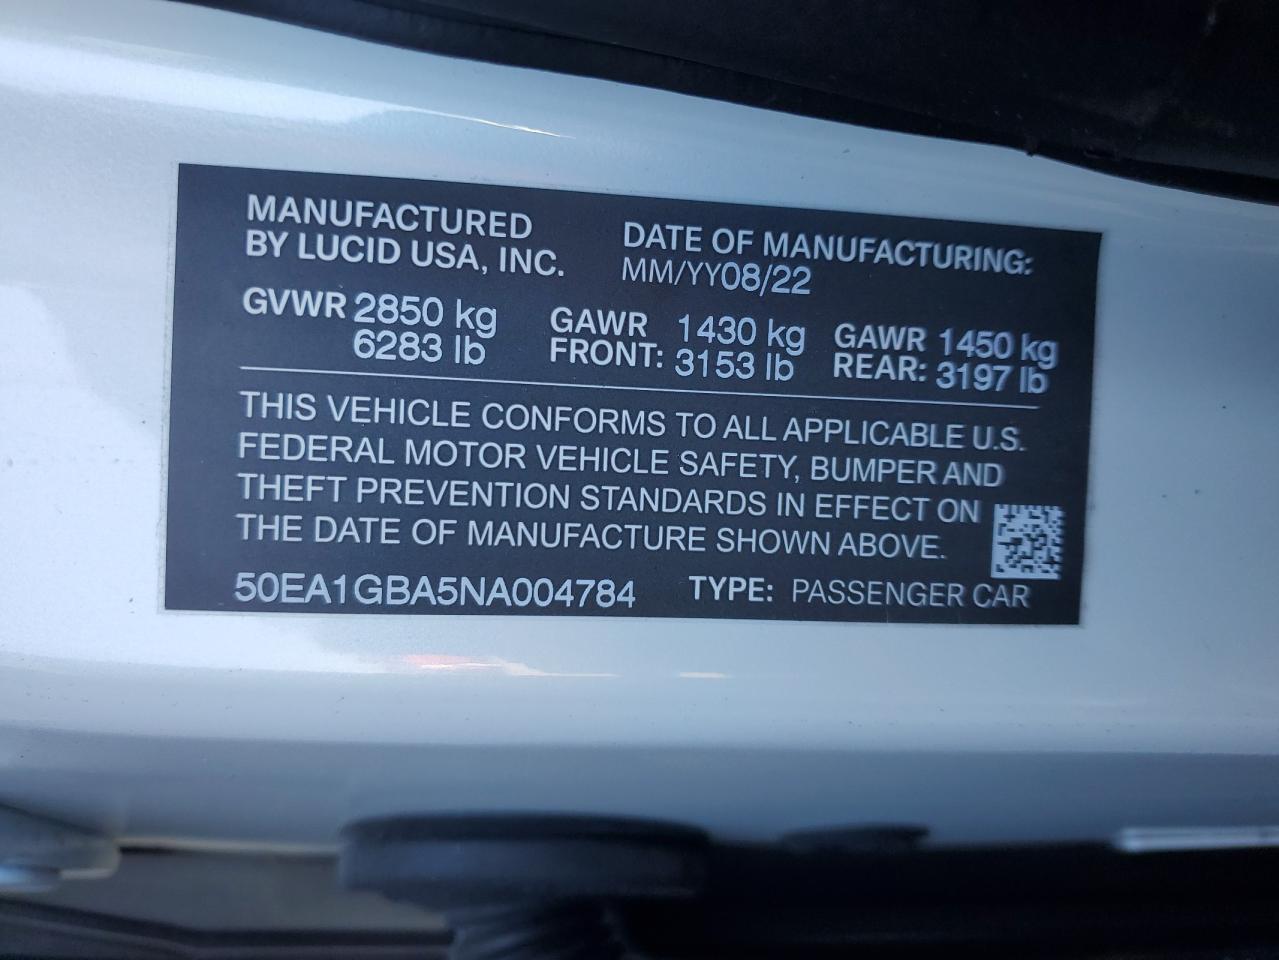 MANUFACTURED
BY LUCID USA, INC.
DATE OF MANUFACTURING:
MM/YY08/22
GVWR 2850 kg
6283 lb
GAWR 1430 kg
FRONT: 3153 lb
GAWR 1450 kg
REAR: 3197 lb
THIS VEHICLE CONFORMS TO ALL APPLICABLE U.S.
FEDERAL MOTOR VEHICLE SAFETY, BUMPER AND
THEFT PREVENTION STANDARDS IN EFFECT ON
THE DATE OF MANUFACTURE SHOWN ABOVE.
50EA1GBA5NA004784 TYPE: PASSENGER CAR